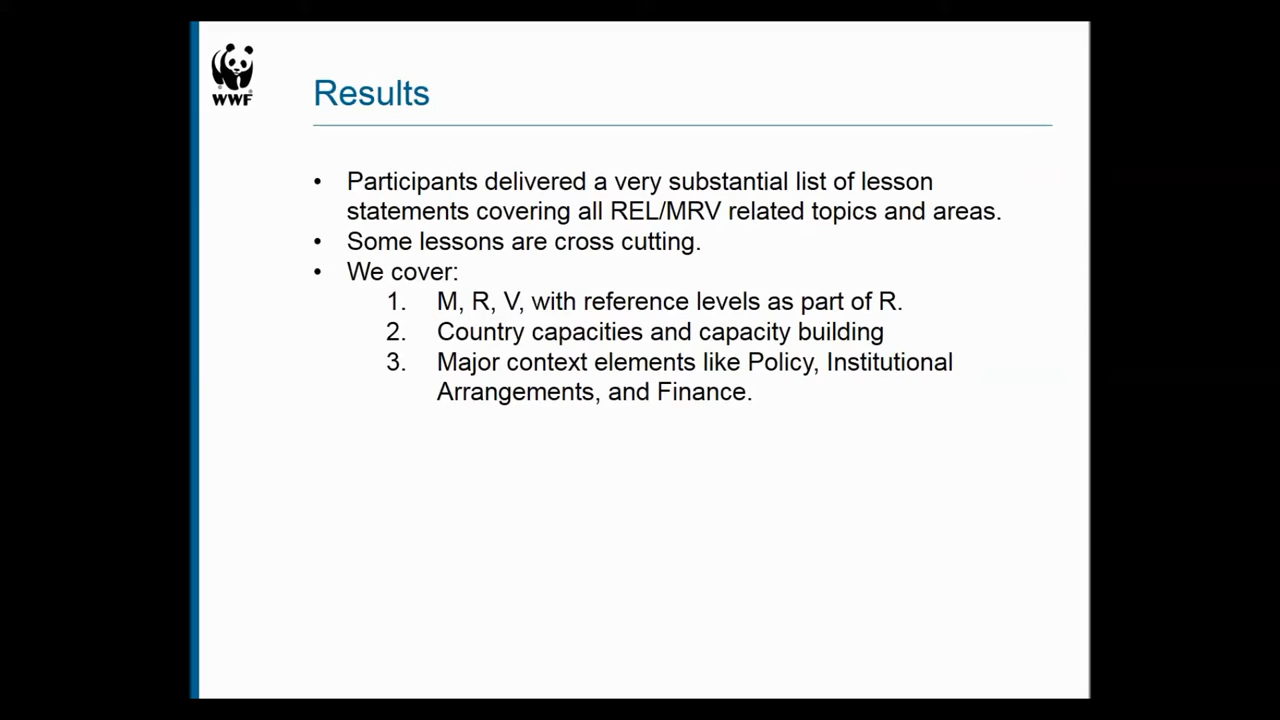 WWF
Results
• Participants delivered a very substantial list of lesson
statements covering all REL/MRV related topics and areas.
• Some lessons are cross cutting.
• We cover:
1. M, R, V, with reference levels as part of R.
2. Country capacities and capacity building
3. Major context elements like Policy, Institutional
Arrangements, and Finance.